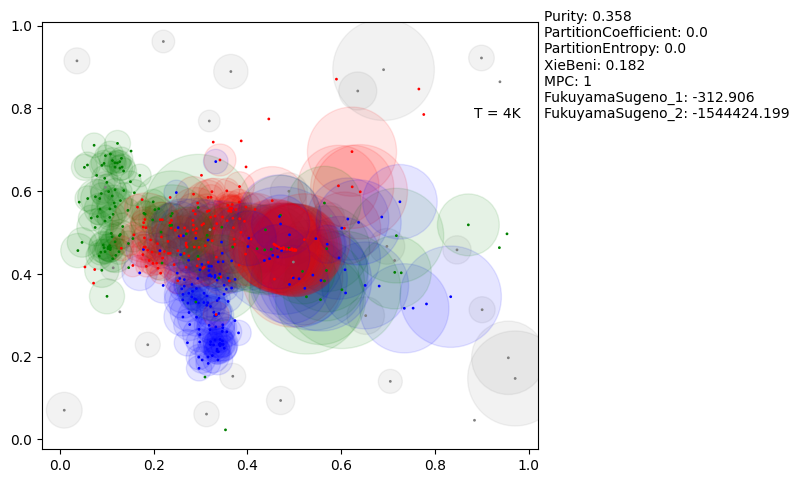 Purity: 0.358
PartitionCoefficient: 0.0
PartitionEntropy: 0.0
XieBeni: 0.182
MPC: 1
FukuyamaSugeno_1: -312.906
FukuyamaSugeno_2: -1544424.199
T = 4K
1.0
0.8
0.6
0.4
0.2
0.0
0.0 0.2 0.4 0.6 0.8 1.0